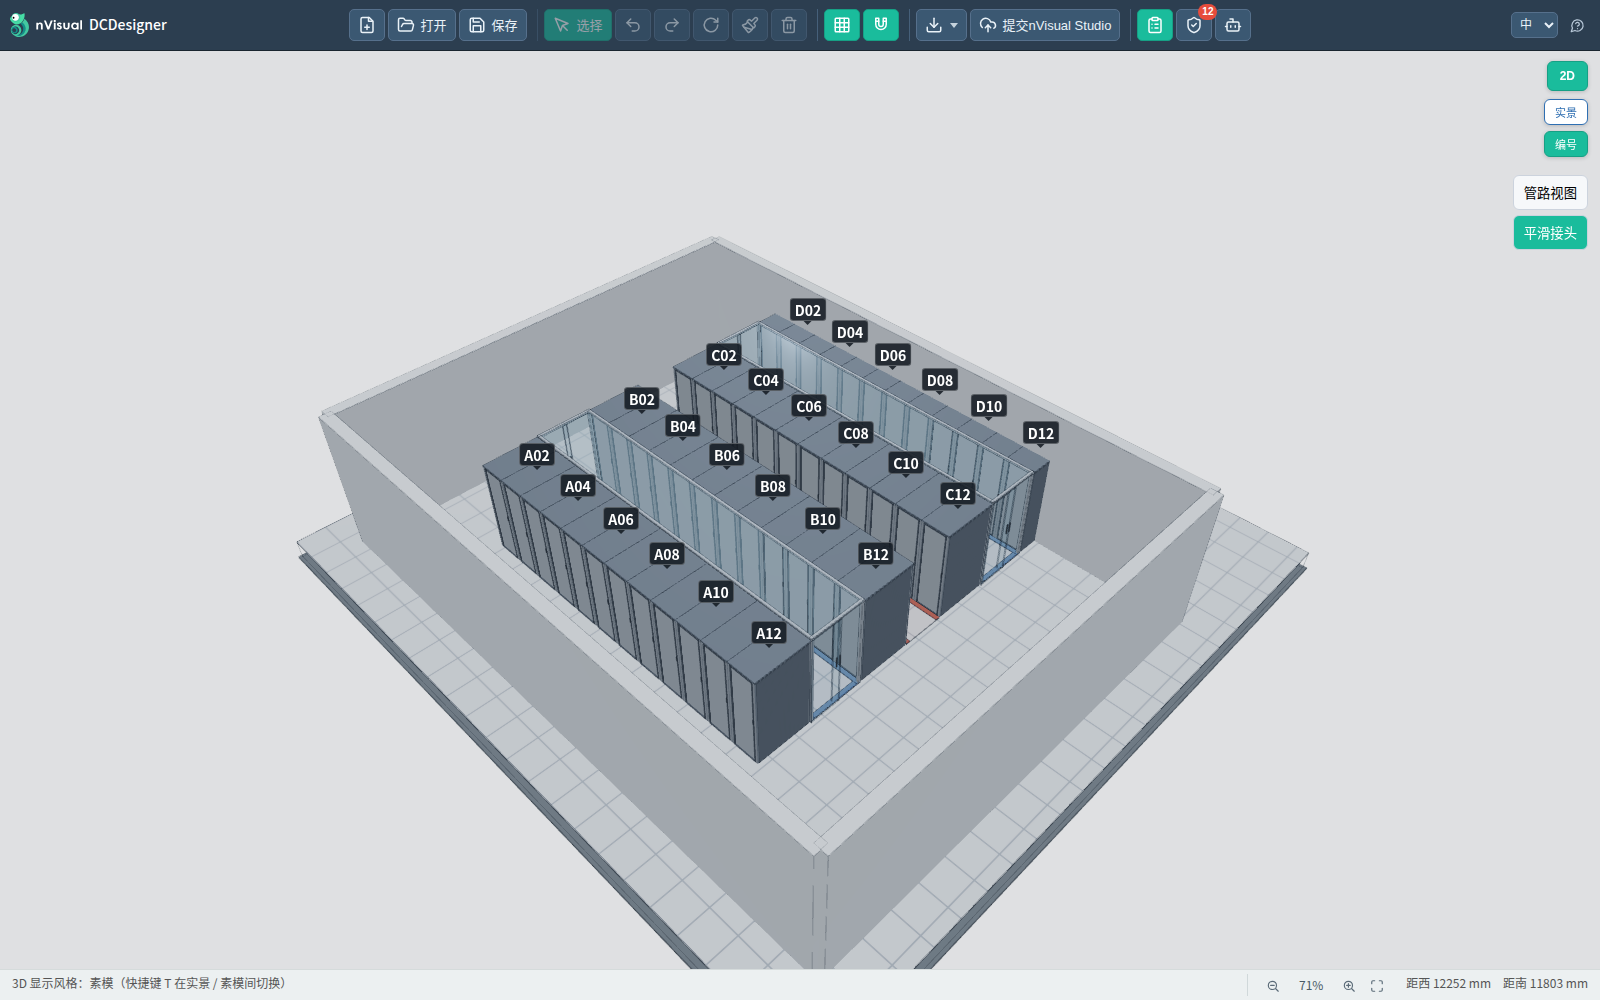 nVisual DCDesigner
打开
保存
选择
提交nVisual Studio
12
中
2D
实景
编号
管路视图
平滑接头
D02
D04
C02
D06
C04
D08
B02
C06
D10
B04
C08
D12
A02
B06
C10
A04
B08
C12
A06
B10
A08
B12
A10
A12
3D 显示风格：素模（快捷键 T 在实景 / 素模间切换）
71%
距西 12252 mm 距南 11803 mm